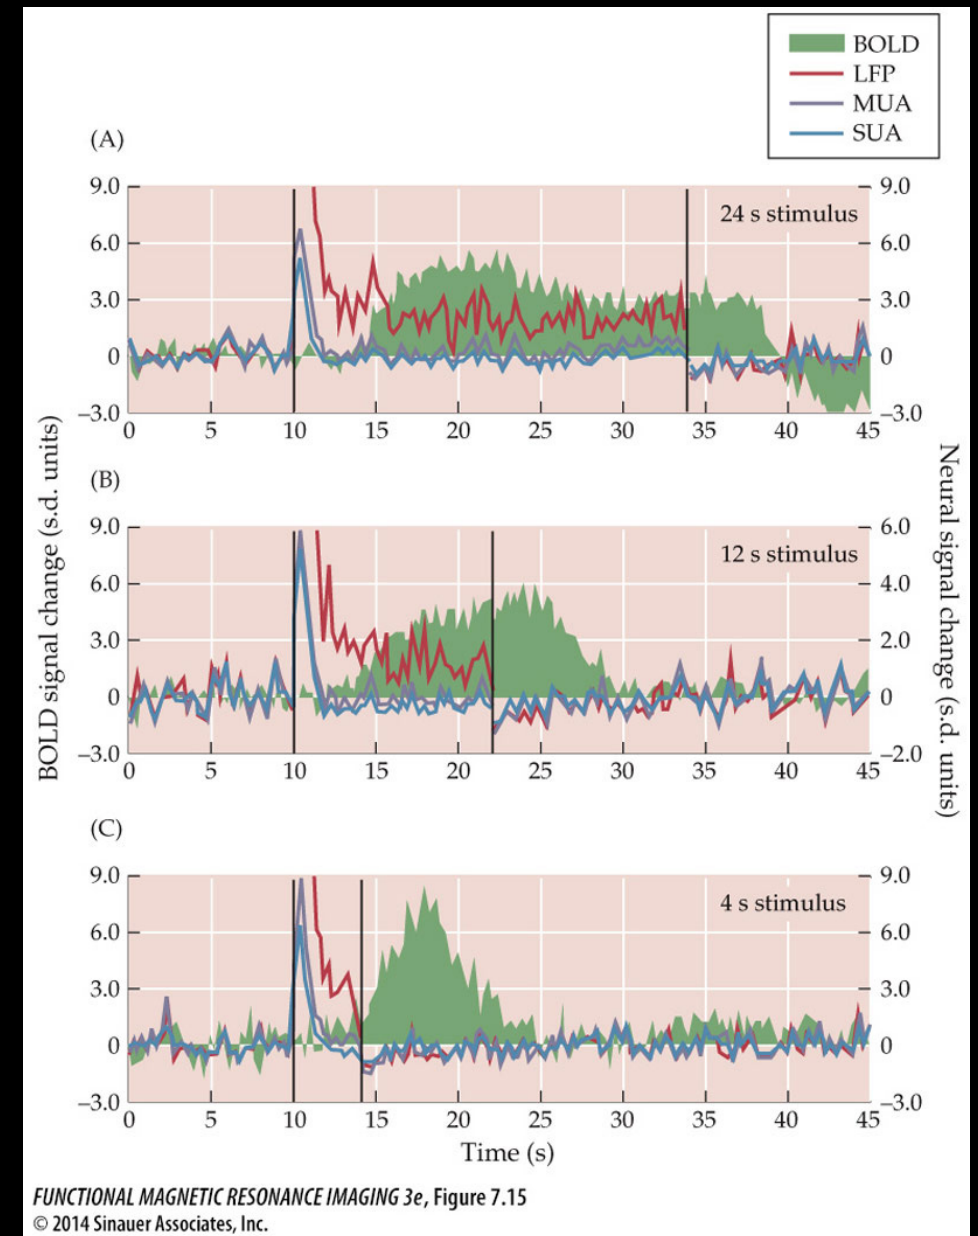 BOLD
LFP
MUA
SUA
(A)
24 s stimulus
9.0
6.0
3.0
0
–3.0
9.0
6.0
3.0
0
–3.0
0 5 10 15 20 25 30 35 40 45
(B)
12 s stimulus
9.0
6.0
3.0
0
–3.0
6.0
4.0
2.0
0
–2.0
0 5 10 15 20 25 30 35 40 45
BOLD signal change (s.d. units)
Neural signal change (s.d. units)
(C)
4 s stimulus
9.0
6.0
3.0
0
–3.0
9.0
6.0
3.0
0
–3.0
0 5 10 15 20 25 30 35 40 45
Time (s)
FUNCTIONAL MAGNETIC RESONANCE IMAGING 3e, Figure 7.15
© 2014 Sinauer Associates, Inc.